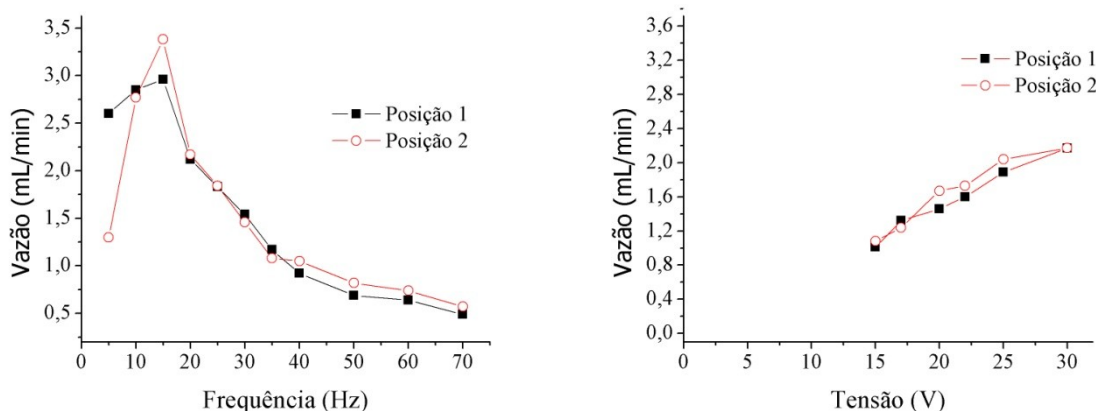 3,5
3,0
2,5
2,0
1,5
1,0
0,5
Vazão (mL/min)
Posição 1
Posição 2
0 10 20 30 40 50 60 70
Frequência (Hz)
3,6
3,2
2,8
2,4
2,0
1,6
1,2
0,8
0,4
0,0
Vazão (mL/min)
Posição 1
Posição 2
0 5 10 15 20 25 30
Tensão (V)